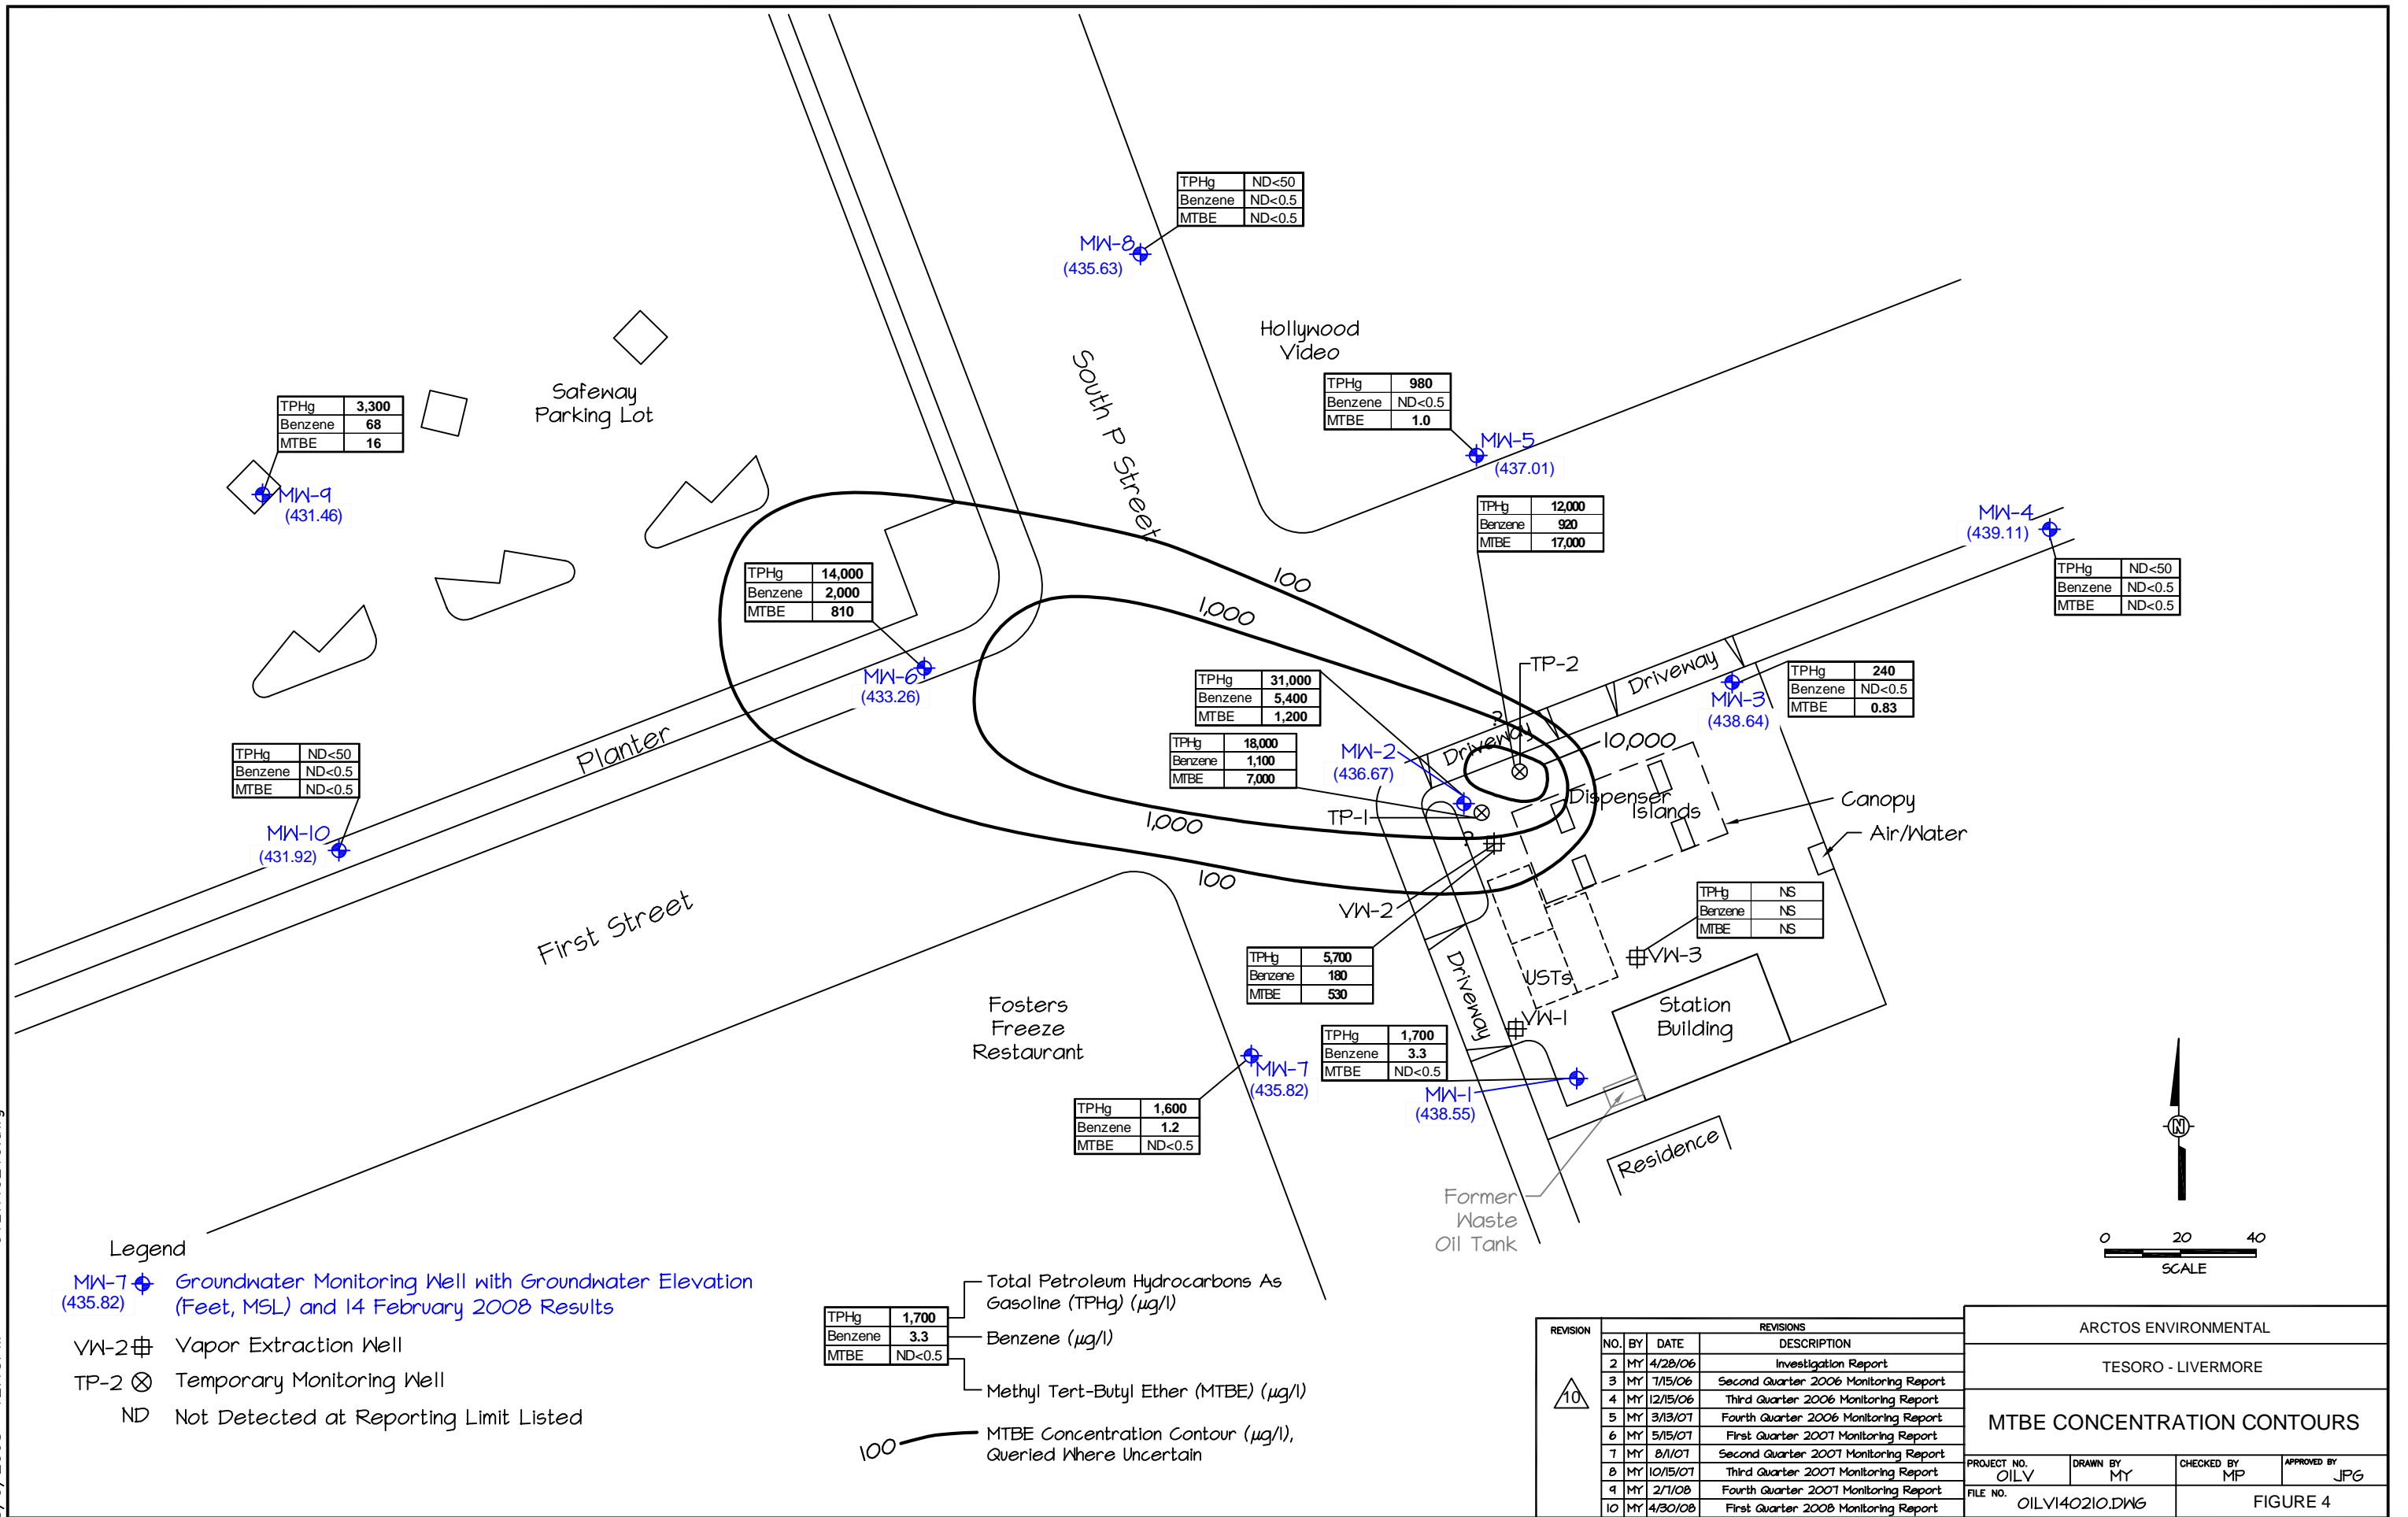 TPHg ND<50
Benzene ND<0.5
MTBE ND<0.5
MW-8
(435.63)
Hollywood
Video
South P Street
Safeway
Parking Lot
TPHg 980
Benzene ND<0.5
MTBE 1.0
MW-5
(437.01)
TPHg 3,300
Benzene 68
MTBE 16
MW-9
(431.46)
TPHg 12,000
Benzene 920
MTBE 17,000
MW-4
(439.11)
TPHg ND<50
Benzene ND<0.5
MTBE ND<0.5
TPHg 14,000
Benzene 2,000
MTBE 810
100
1,000
MW-6
(433.26)
TP-2
TPHg 31,000
Benzene 5,400
MTBE 1,200
Driveway
MW-3
(438.64)
TPHg 240
Benzene ND<0.5
MTBE 0.83
?
Driveway
10,000
TPHg 18,000
Benzene 1,100
MTBE 7,000
MW-2
(436.67)
Planter
TPHg ND<50
Benzene ND<0.5
MTBE ND<0.5
MW-10
(431.92)
TP-1
Dispenser
Islands
Canopy
Air/Water
1,000
?
100
VW-2
First Street
TPHg NS
Benzene NS
MTBE NS
VW-3
TPHg 5,700
Benzene 180
MTBE 530
Driveway
USTs
Station
Building
Fosters
Freeze
Restaurant
VW-1
TPHg 1,700
Benzene 3.3
MTBE ND<0.5
MW-7
(435.82)
MW-1
(438.55)
TPHg 1,600
Benzene 1.2
MTBE ND<0.5
Residence
Former
Waste
Oil Tank
N
0 20 40
SCALE
Legend
MW-7
(435.82)
Groundwater Monitoring Well with Groundwater Elevation
(Feet, MSL) and 14 February 2008 Results
VW-2 Vapor Extraction Well
TP-2 Temporary Monitoring Well
ND Not Detected at Reporting Limit Listed
TPHg 1,700
Benzene 3.3
MTBE ND<0.5
Total Petroleum Hydrocarbons As
Gasoline (TPHg) (µg/l)
Benzene (µg/l)
Methyl Tert-Butyl Ether (MTBE) (µg/l)
100
MTBE Concentration Contour (µg/l),
Queried Where Uncertain
REVISION
10
REVISIONS
NO. BY DATE DESCRIPTION
2 MY 4/28/06 Investigation Report
3 MY 7/15/06 Second Quarter 2006 Monitoring Report
4 MY 12/15/06 Third Quarter 2006 Monitoring Report
5 MY 3/13/07 Fourth Quarter 2006 Monitoring Report
6 MY 5/15/07 First Quarter 2007 Monitoring Report
7 MY 8/1/07 Second Quarter 2007 Monitoring Report
8 MY 10/15/07 Third Quarter 2007 Monitoring Report
9 MY 2/7/08 Fourth Quarter 2007 Monitoring Report
10 MY 4/30/08 First Quarter 2008 Monitoring Report
ARCTOS ENVIRONMENTAL
TESORO - LIVERMORE
MTBE CONCENTRATION CONTOURS
PROJECT NO. 01LV
DRAWN BY MY
CHECKED BY MP
APPROVED BY JPG
FILE NO. 01LV140210.DWG
FIGURE 4